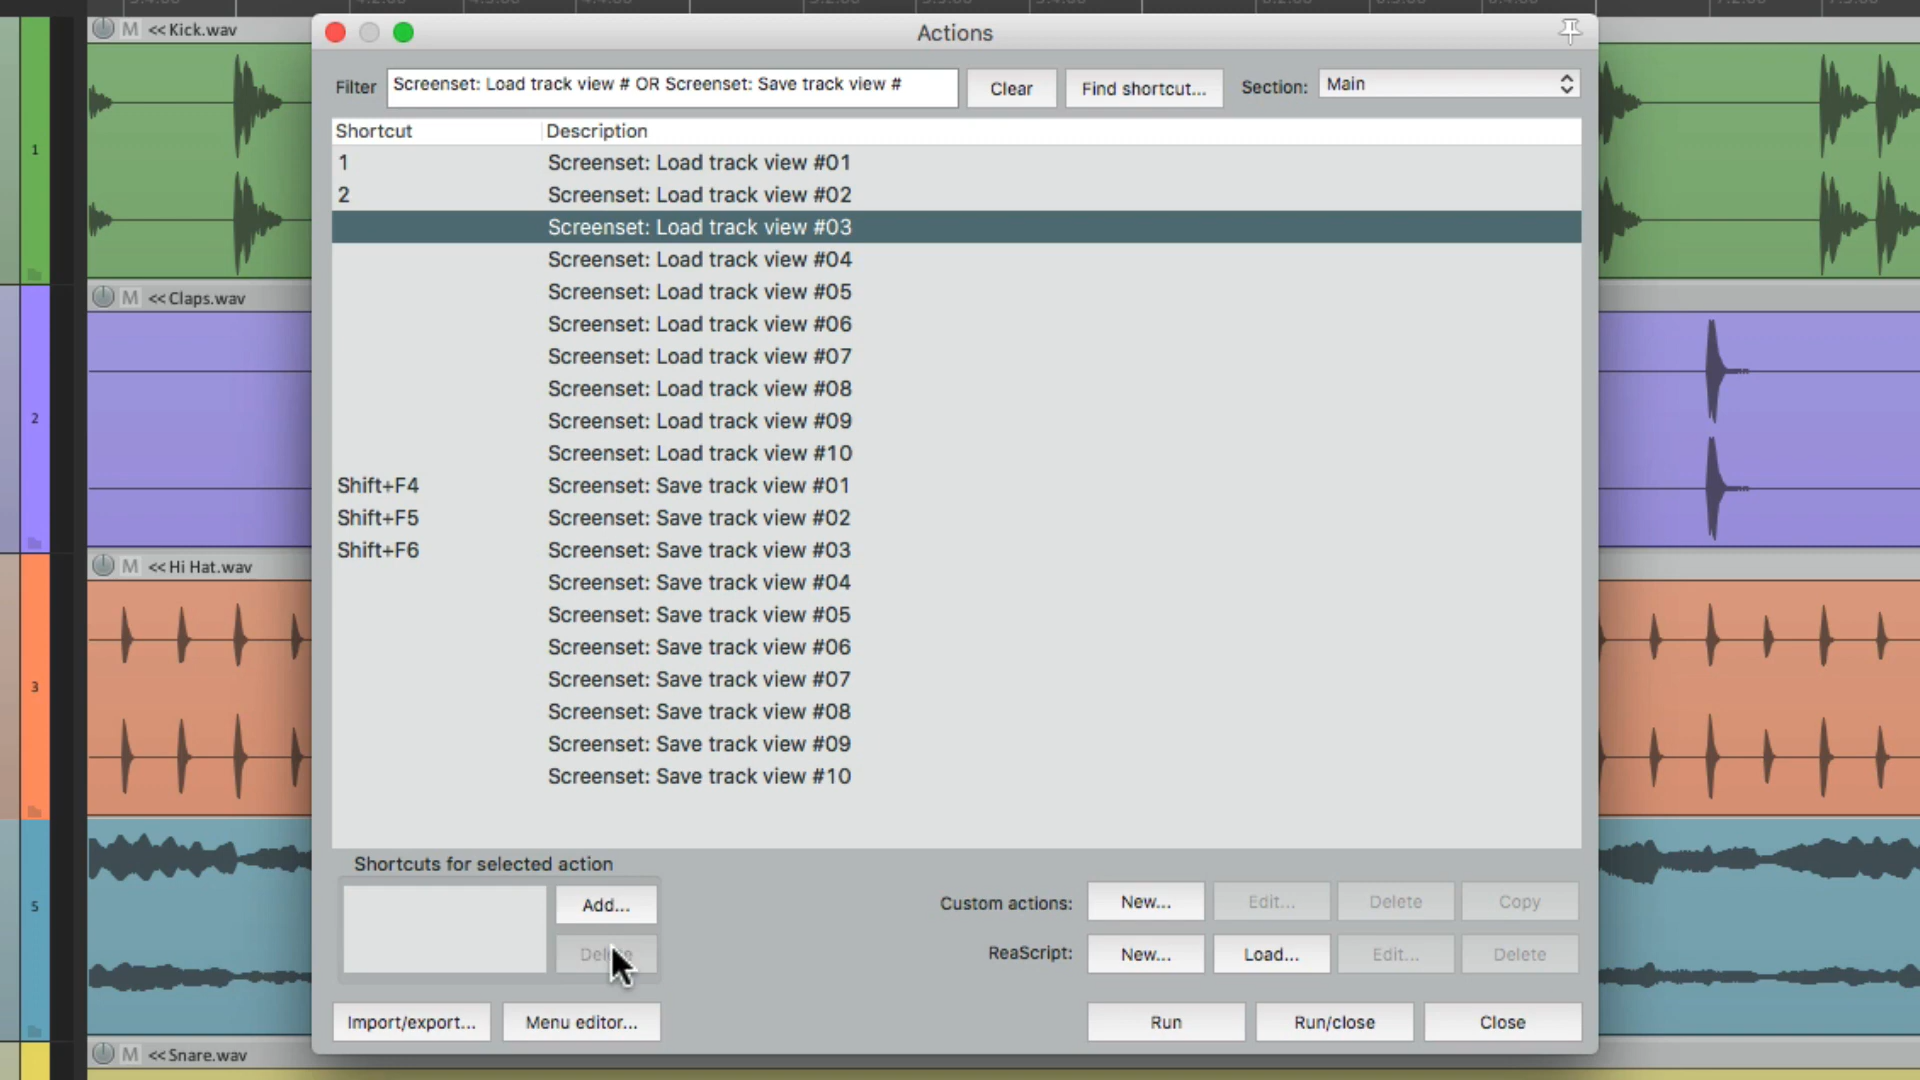 M << Kick.wav
1
M << Claps.wav
2
M << Hi Hat.wav
3
5
M << Snare.wav
Actions
Filter
Screenset: Load track view # OR Screenset: Save track view #
Clear
Find shortcut...
Section:
Main
Shortcut Description
1 Screenset: Load track view #01
2 Screenset: Load track view #02
Screenset: Load track view #03
Screenset: Load track view #04
Screenset: Load track view #05
Screenset: Load track view #06
Screenset: Load track view #07
Screenset: Load track view #08
Screenset: Load track view #09
Screenset: Load track view #10
Shift+F4 Screenset: Save track view #01
Shift+F5 Screenset: Save track view #02
Shift+F6 Screenset: Save track view #03
Screenset: Save track view #04
Screenset: Save track view #05
Screenset: Save track view #06
Screenset: Save track view #07
Screenset: Save track view #08
Screenset: Save track view #09
Screenset: Save track view #10
Shortcuts for selected action
Add...
Custom actions: New... Edit... Delete Copy
ReaScript: New... Load... Edit... Delete
Import/export... Menu editor... Run Run/close Close